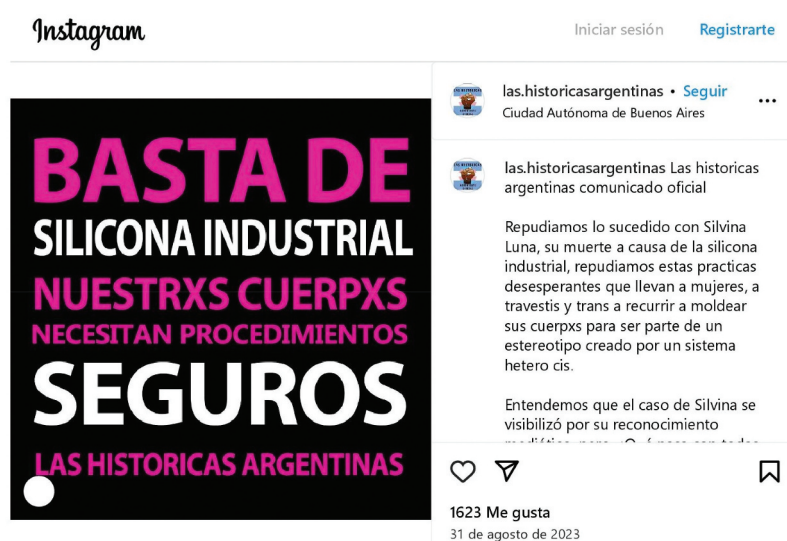 Instagram
Iniciar sesión Registrarte
BASTA DE
SILICONA INDUSTRIAL
NUESTRXS CUERPXS
NECESITAN PROCEDIMIENTOS
SEGUROS
LAS HISTORICAS ARGENTINAS
las.historicasargentinas • Seguir
Ciudad Autónoma de Buenos Aires
las.historicasargentinas Las historicas
argentinas comunicado oficial
Repudiamos lo sucedido con Silvina
Luna, su muerte a causa de la silicona
industrial, repudiamos estas practicas
desesperantes que llevan a mujeres, a
travestis y trans a recurrir a moldear
sus cuerpxs para ser parte de un
estereotipo creado por un sistema
hetero cis.
Entendemos que el caso de Silvina se
visibilizó por su reconocimiento
1623 Me gusta
31 de agosto de 2023